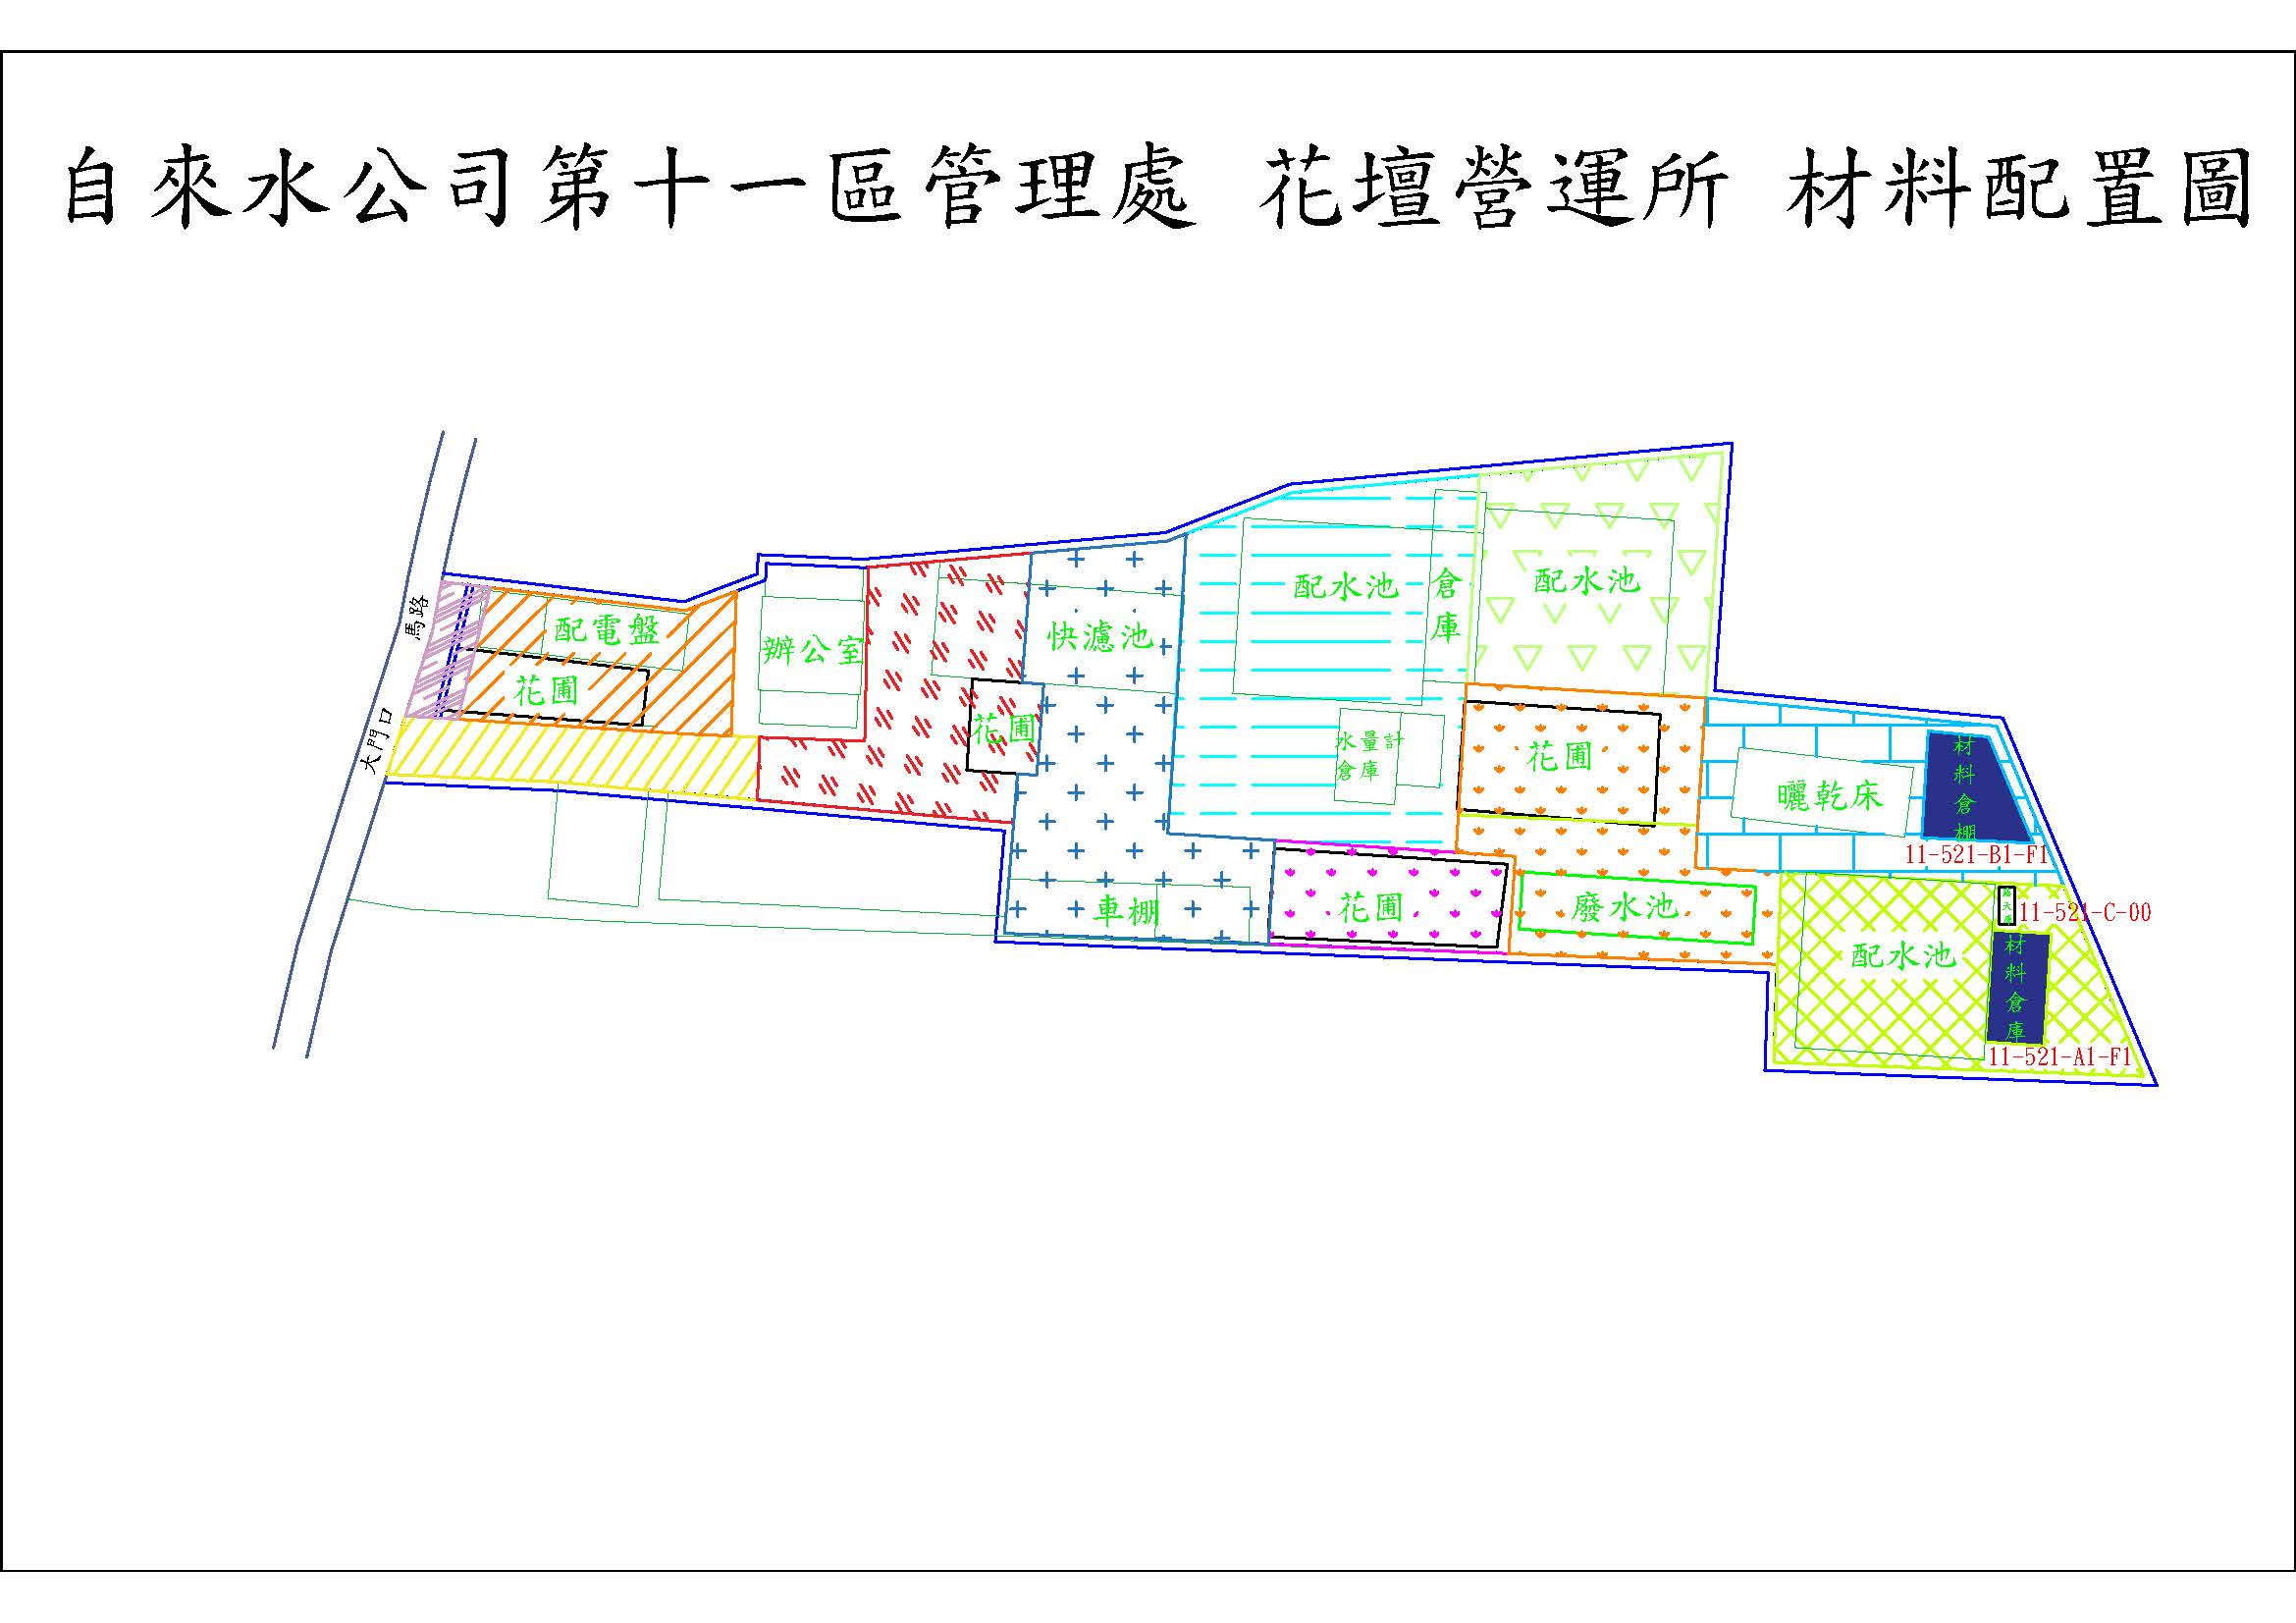 自來水公司第十一區管理處 花壇營運所 材料配置圖
馬路
大門口
配電盤
花圃
辦公室
快濾池
花圃
配水池
倉庫
配水池
水量計
倉庫
花圃
曬乾床
材料倉棚
11-521-B1-F1
車棚
花圃
廢水池
配水池
11-521-C-00
材料倉庫
11-521-A1-F1